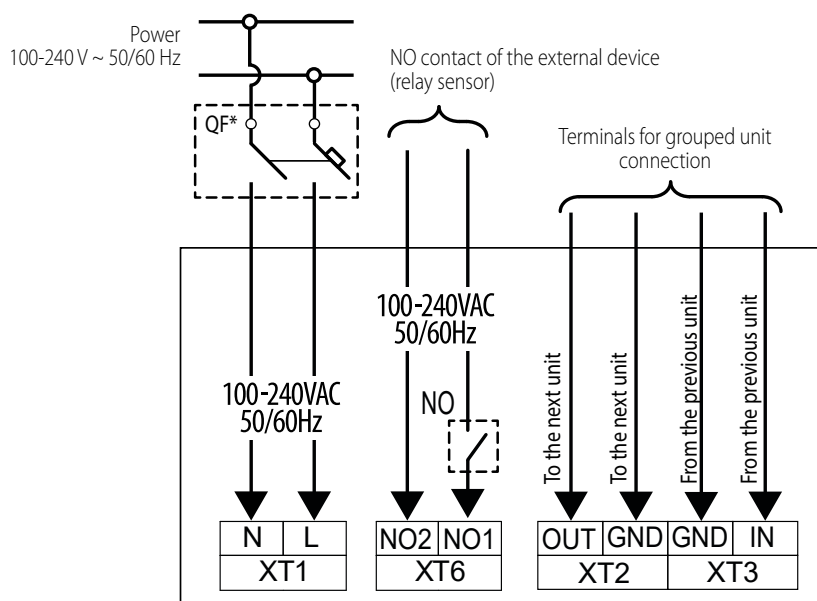 Power
100-240 V ~ 50/60 Hz
NO contact of the external device
(relay sensor)
QF*
Terminals for grouped unit
connection
100-240VAC
50/60Hz
100-240VAC
50/60Hz
NO
To the next unit
To the next unit
From the previous unit
From the previous unit
N L
XT1
NO2 NO1
XT6
OUT GND GND IN
XT2 XT3